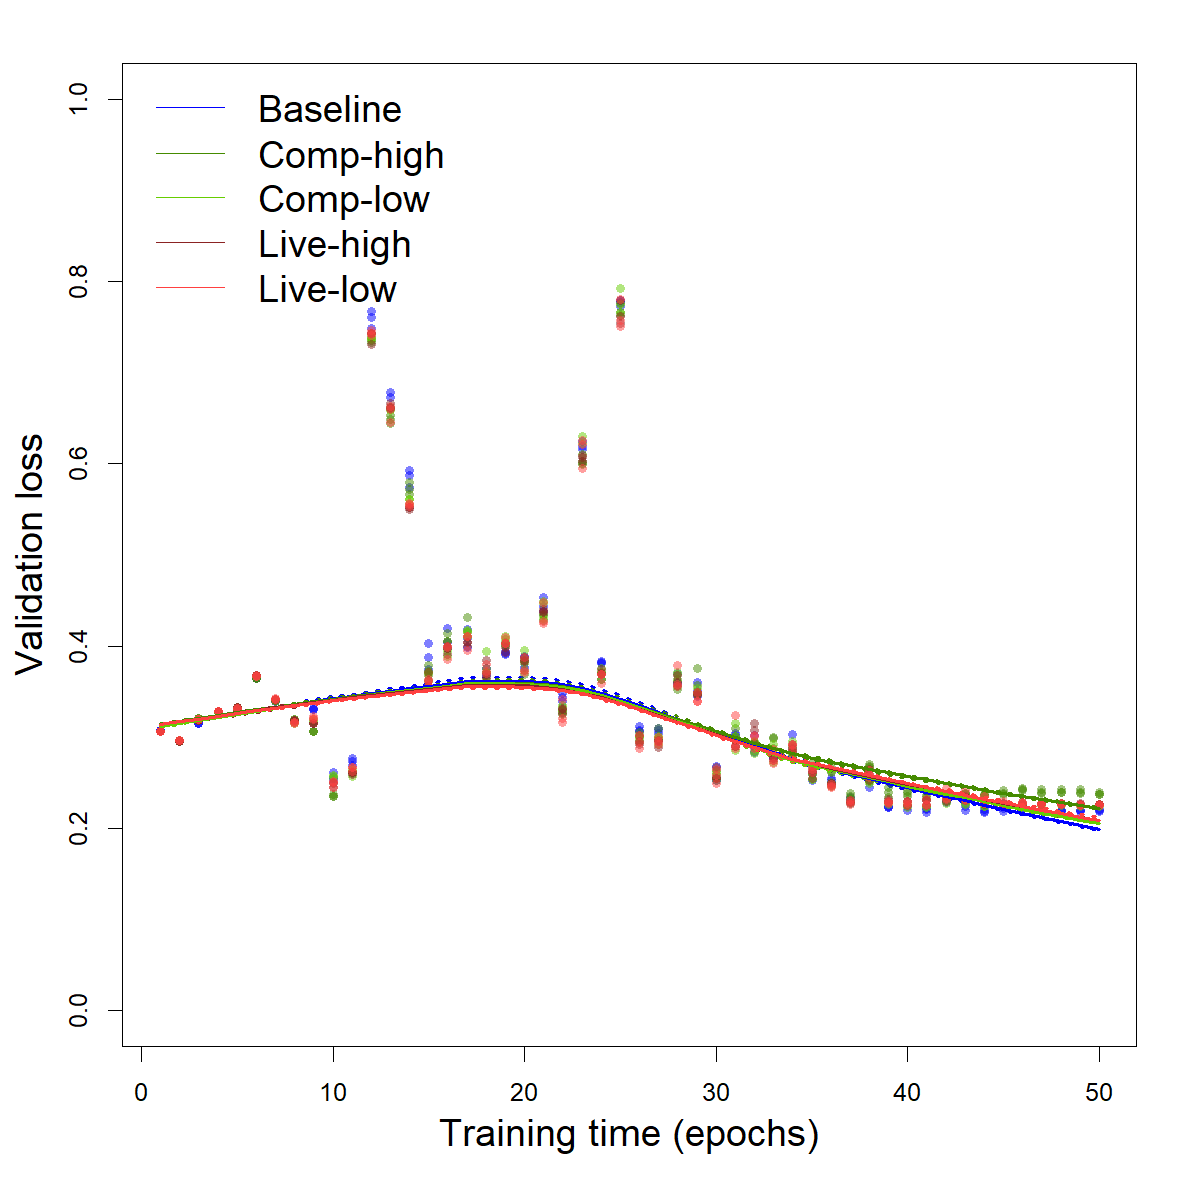 Baseline
Comp-high
Comp-low
Live-high
Live-low
Validation loss
1.0
0.8
0.6
0.4
0.2
0.0
0 10 20 30 40 50
Training time (epochs)